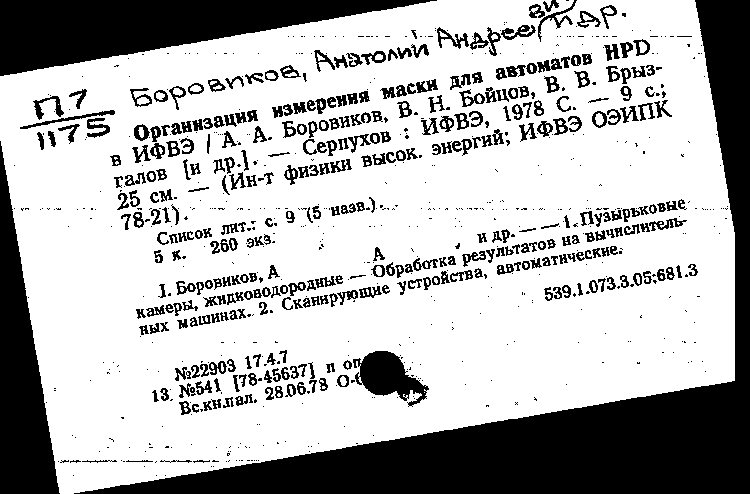 Боровиков, Анатолий Андрееви
и др.
П7
1175
Организация измерения маски для автоматов HPD
в ИФВЭ / А. А. Боровиков, В. Н. Бойцов, В. В. Брыз-
галов [и др.]. — Серпухов : ИФВЭ, 1978 С. — 9 с.;
25 см. — (Ин-т физики высок. энергий; ИФВЭ ОЭИПК
78-21).
Список лит.: с. 9 (5 назв.).
5 к. 260 экз.
1. Боровиков, А А , и др. — — 1. Пузырьковые
камеры, жидководородные — Обработка результатов на вычислитель-
ных машинах. 2. Сканирующие устройства, автоматические.
539.1.073.3.05:681.3
№22903 17.4.7
13 №541 [78-45637] п оп
Вс.кн.пал. 28.06.78 О-6